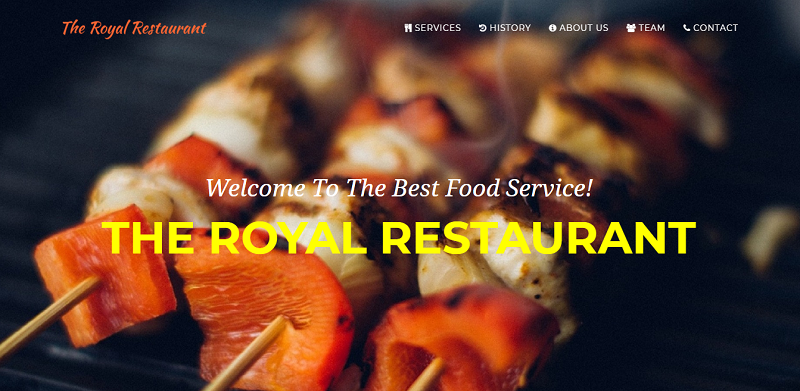 The Royal Restaurant
SERVICES HISTORY ABOUT US TEAM CONTACT
Welcome To The Best Food Service!
THE ROYAL RESTAURANT